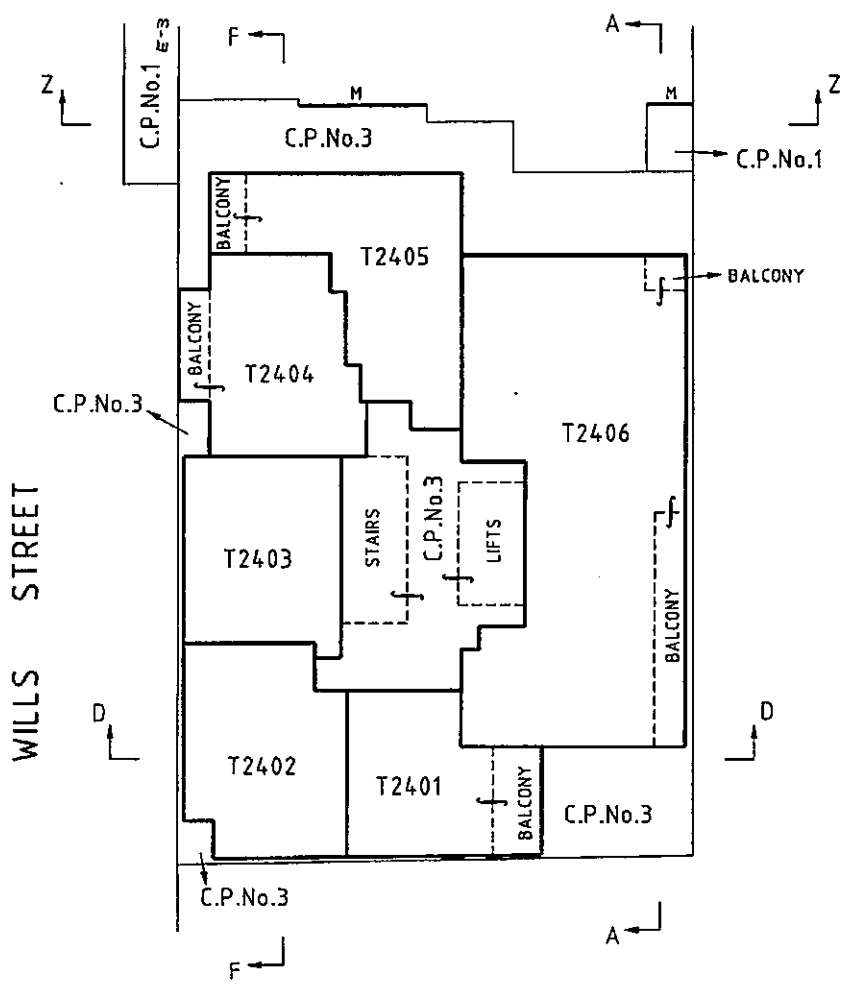 F
A
E-3
C.P.No.1
Z
M
Z
C.P.No.3
C.P.No.1
BALCONY
T2405
BALCONY
BALCONY
T2404
C.P.No.3
T2406
WILLS STREET
C.P.No.3
STAIRS
LIFTS
T2403
BALCONY
D
D
T2402
T2401
BALCONY
C.P.No.3
C.P.No.3
A
F
M